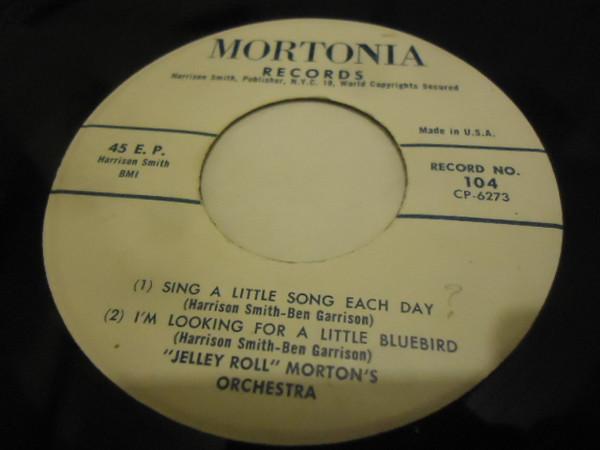 MORTONIA
RECORDS
Harrison Smith, Publisher, N.Y.C. 19, World Copyrights Secured
Made in U.S.A.
45 E. P.
Harrison Smith
BMI
RECORD NO.
104
CP-6273
(1) SING A LITTLE SONG EACH DAY ?
(Harrison Smith-Ben Garrison)
(2) I'M LOOKING FOR A LITTLE BLUEBIRD
(Harrison Smith-Ben Garrison)
"JELLEY ROLL" MORTON'S
ORCHESTRA